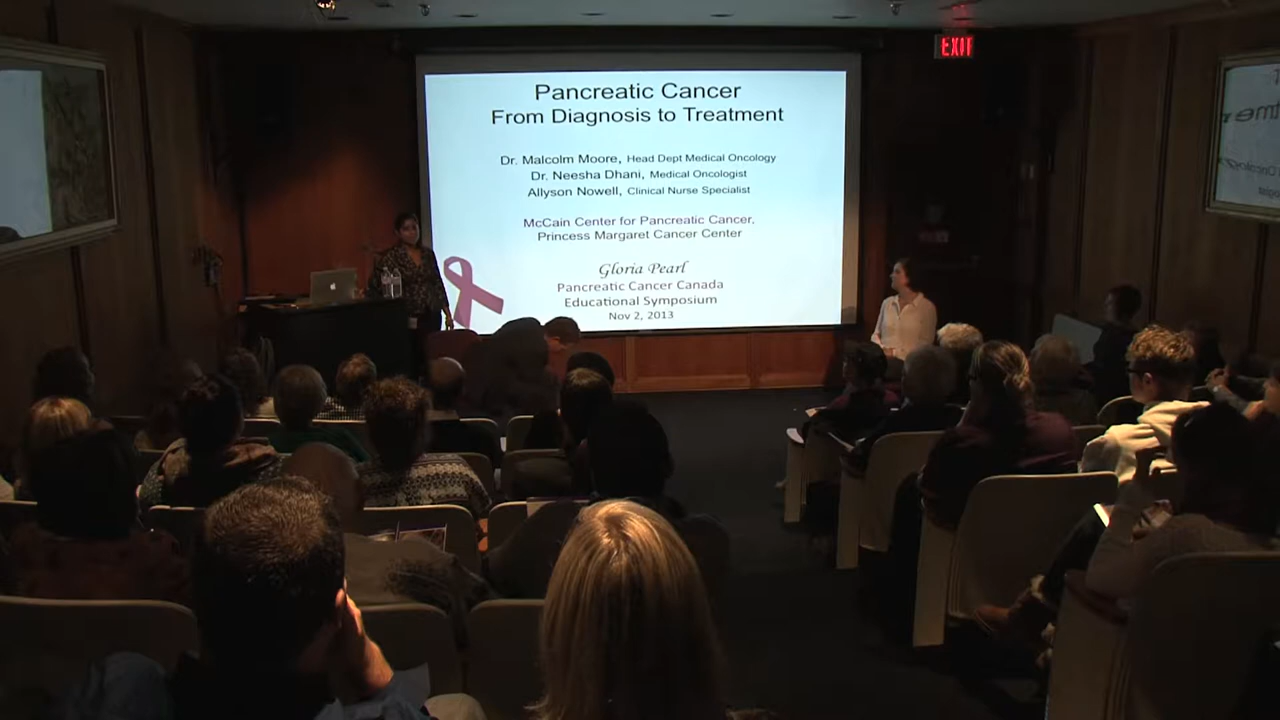 EXIT
Pancreatic Cancer
From Diagnosis to Treatment
Dr. Malcolm Moore, Head Dept Medical Oncology
Dr. Neesha Dhani, Medical Oncologist
Allyson Nowell, Clinical Nurse Specialist
McCain Center for Pancreatic Cancer,
Princess Margaret Cancer Center
Gloria Pearl
Pancreatic Cancer Canada
Educational Symposium
Nov 2, 2013